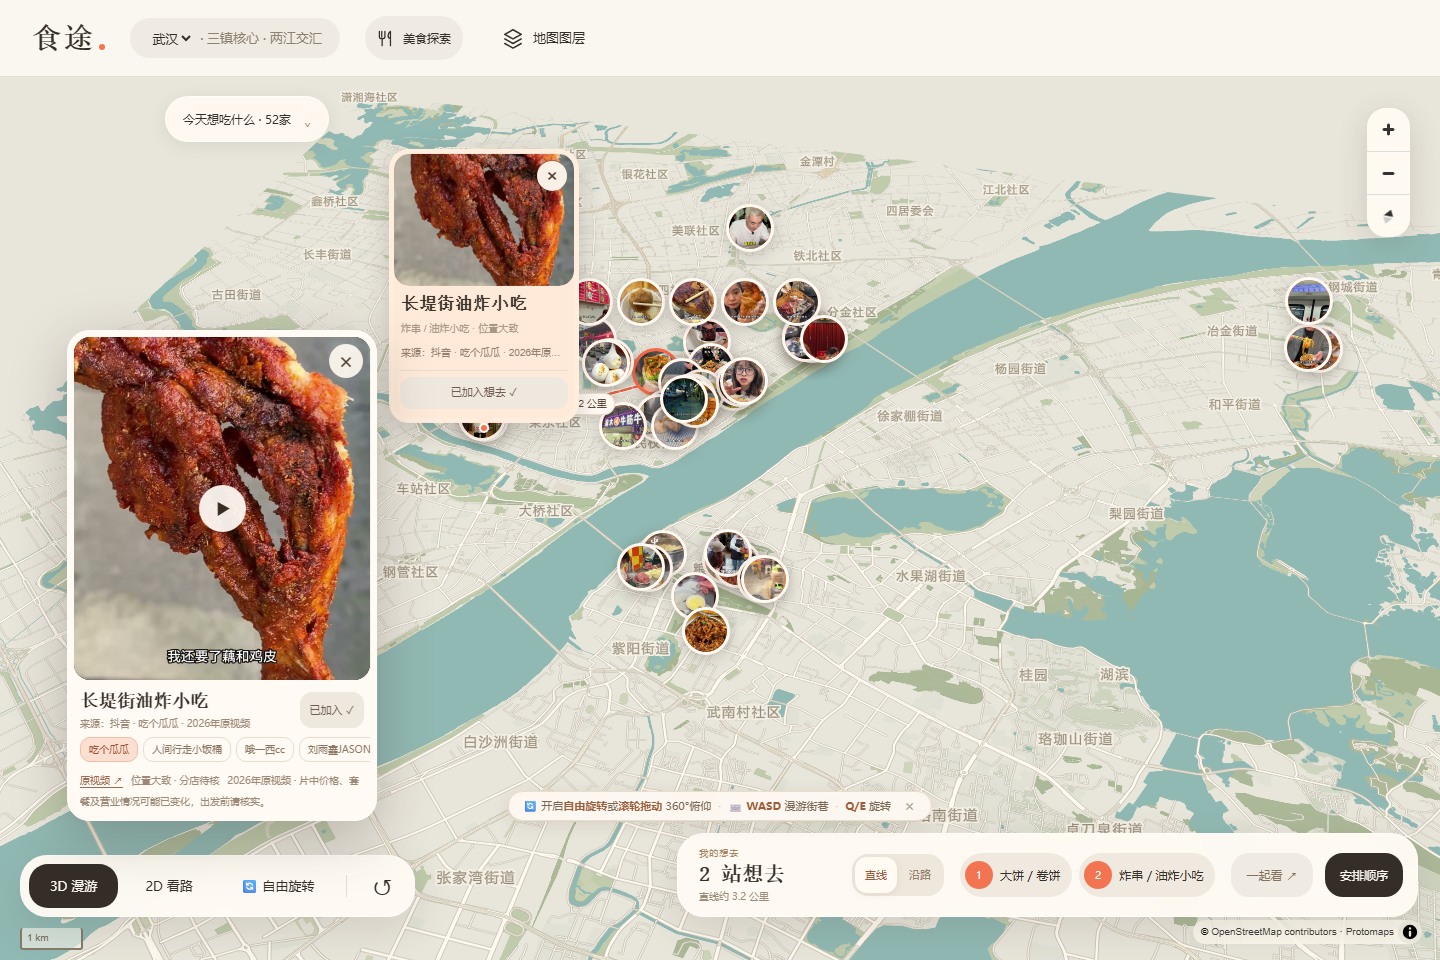 食途.
武汉 · 三镇核心 · 两江交汇
美食探索
地图图层
今天想吃什么 · 52家
潇湘海社区
银花社区
金潭村
江北社区
鑫桥社区
四居委会
美联社区
长丰街道
铁北社区
古田街道
钢城街道
分金社区
冶金街道
杨园街道
和平街道
徐家棚街道
长堤街油炸小吃
炸串 / 油炸小吃 · 位置大致
来源：抖音 · 吃个瓜瓜 · 2026年原...
已加入想去 ✓
2 公里
车站社区
大桥社区
梨园街道
钢管社区
水果湖街道
紫阳街道
桂园
湖滨
武南村社区
白沙洲街道
珞珈山街道
我还要了藕和鸡皮
长堤街油炸小吃
来源：抖音 · 吃个瓜瓜 · 2026年原视频
已加入 ✓
吃个瓜瓜
人间行走小饭桶
哦一西cc
刘雨鑫JASON
原视频 ↗ 位置大致 · 分店待核 2026年原视频 · 片中价格、套
餐及营业情况可能已变化，出发前请核实。
开启自由旋转或滚轮拖动 360°俯仰 · WASD 漫游街巷 · Q/E 旋转
南街道
贞刀泉街道
张家湾街道
3D 漫游
2D 看路
自由旋转
我的想去
2 站想去
直线约 3.2 公里
直线
沿路
1 大饼 / 卷饼
2 炸串 / 油炸小吃
一起看 ↗
安排顺序
1 km
© OpenStreetMap contributors · Protomaps